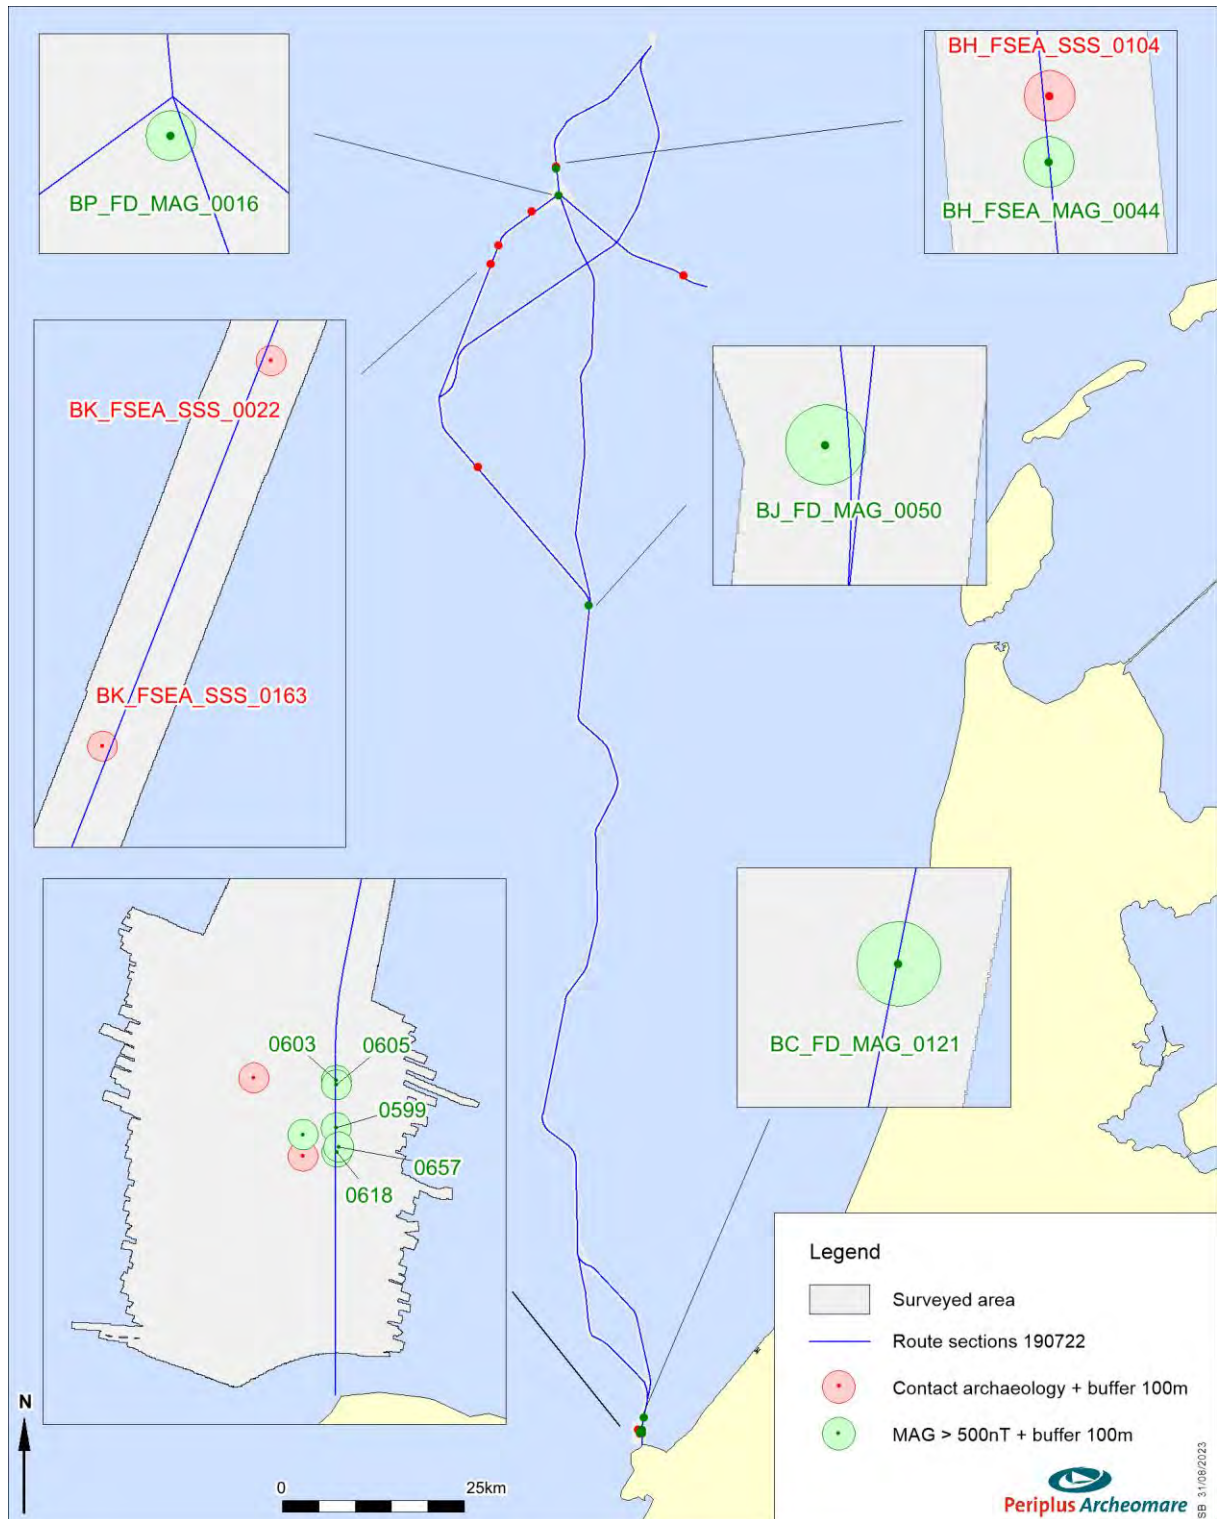 BH_FSEA_SSS_0104
BP_FD_MAG_0016
BH_FSEA_MAG_0044
BK_FSEA_SSS_0022
BJ_FD_MAG_0050
BK_FSEA_SSS_0163
0603
0605
0599
0657
0618
BC_FD_MAG_0121
Legend
Surveyed area
Route sections 190722
Contact archaeology + buffer 100m
MAG > 500nT + buffer 100m
N
0
25km
Periplus Archeomare
SB 31/08/2023